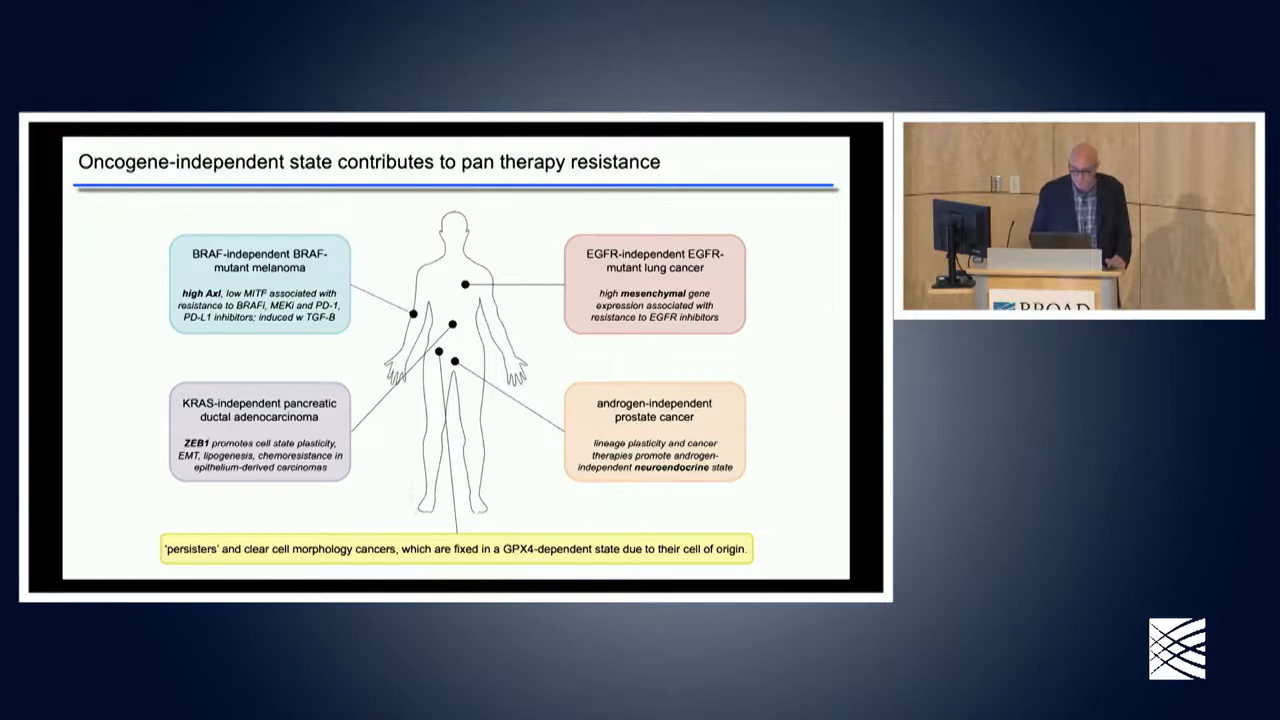 Oncogene-independent state contributes to pan therapy resistance
BRAF-independent BRAF-
mutant melanoma
high Axl, low MITF associated with
resistance to BRAFi, MEKi and PD-1,
PD-L1 inhibitors; induced w TGF-B
EGFR-independent EGFR-
mutant lung cancer
high mesenchymal gene
expression associated with
resistance to EGFR inhibitors
KRAS-independent pancreatic
ductal adenocarcinoma
ZEB1 promotes cell state plasticity,
EMT, lipogenesis, chemoresistance in
epithelium-derived carcinomas
androgen-independent
prostate cancer
lineage plasticity and cancer
therapies promote androgen-
independent neuroendocrine state
'persisters' and clear cell morphology cancers, which are fixed in a GPX4-dependent state due to their cell of origin.
BROAD